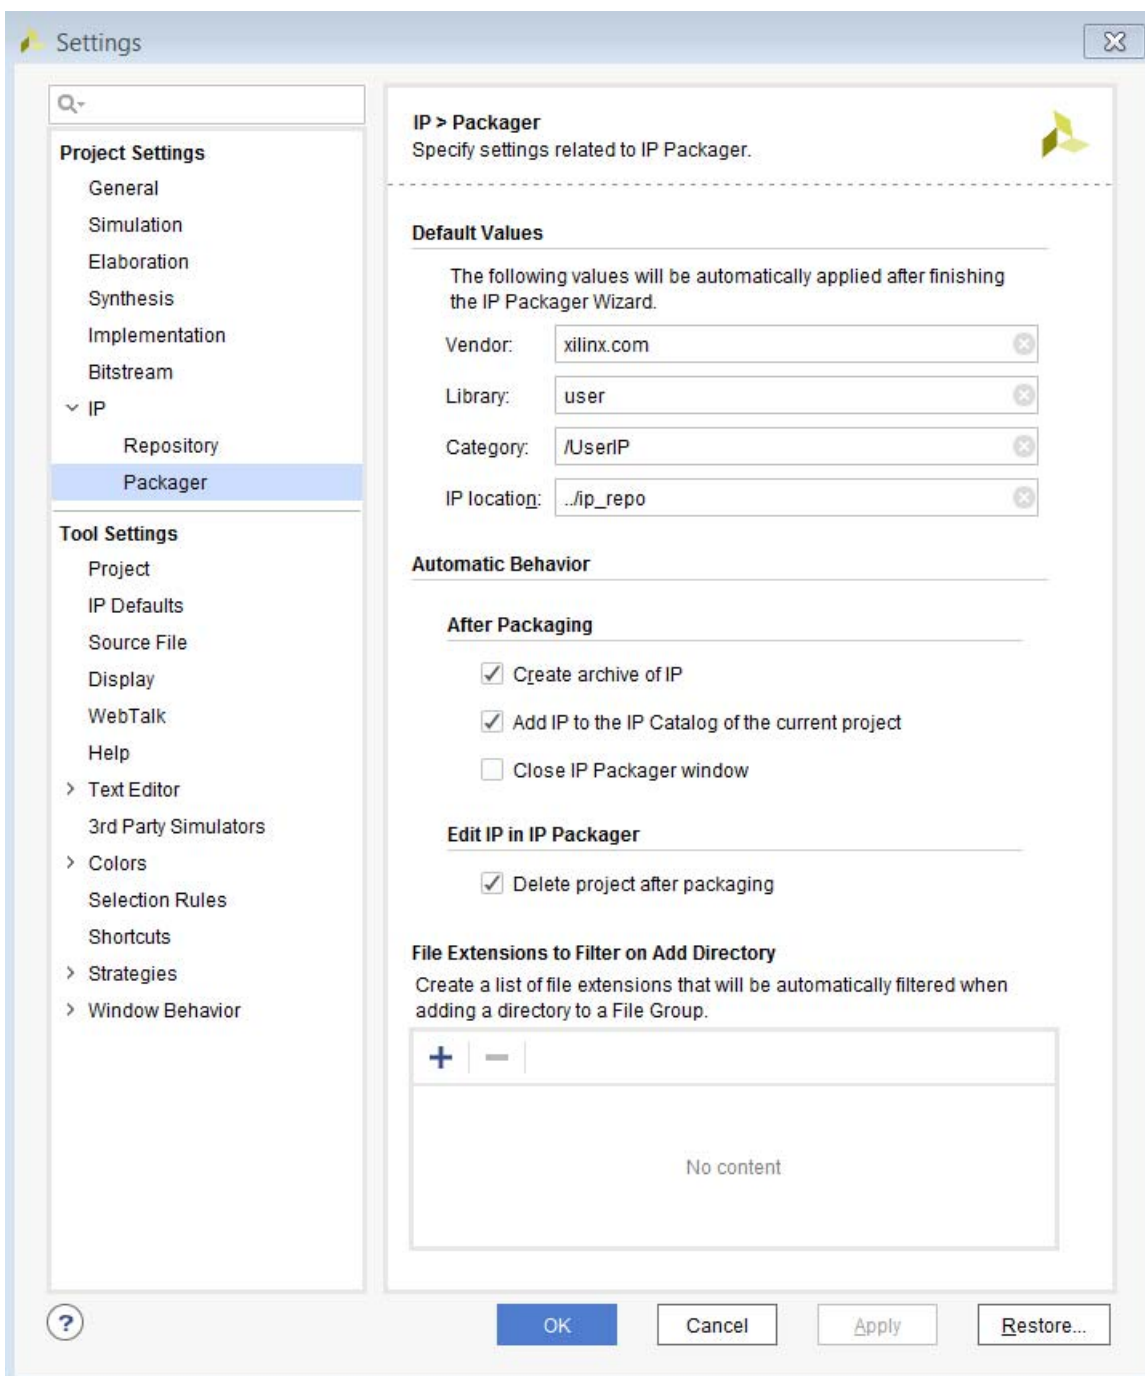 Settings
Project Settings
General
Simulation
Elaboration
Synthesis
Implementation
Bitstream
IP
Repository
Packager
Tool Settings
Project
IP Defaults
Source File
Display
WebTalk
Help
Text Editor
3rd Party Simulators
Colors
Selection Rules
Shortcuts
Strategies
Window Behavior
IP > Packager
Specify settings related to IP Packager.
Default Values
The following values will be automatically applied after finishing
the IP Packager Wizard.
Vendor: xilinx.com
Library: user
Category: /UserIP
IP location: ../ip_repo
Automatic Behavior
After Packaging
Create archive of IP
Add IP to the IP Catalog of the current project
Close IP Packager window
Edit IP in IP Packager
Delete project after packaging
File Extensions to Filter on Add Directory
Create a list of file extensions that will be automatically filtered when
adding a directory to a File Group.
No content
? OK Cancel Apply Restore...